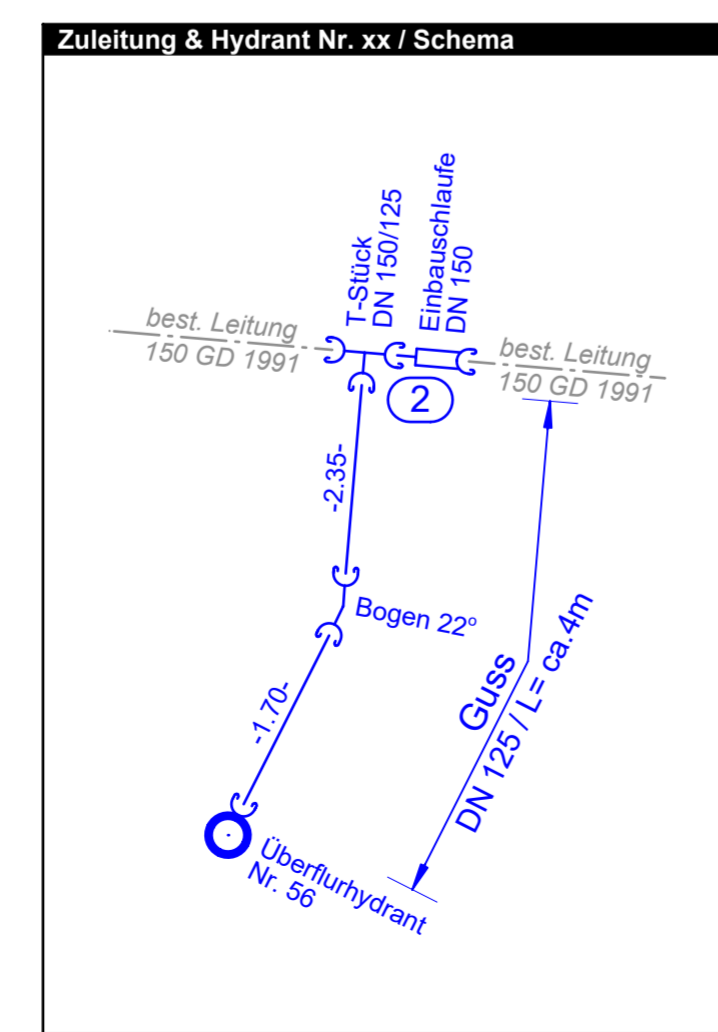 Zuleitung & Hydrant Nr. xx / Schema
T-Stück
DN 150/125
Einbauschlaufe
DN 150
best. Leitung
150 GD 1991
best. Leitung
150 GD 1991
2
-2.35-
Bogen 22°
-1.70-
Guss
DN 125 / L= ca.4m
Überflurhydrant
Nr. 56